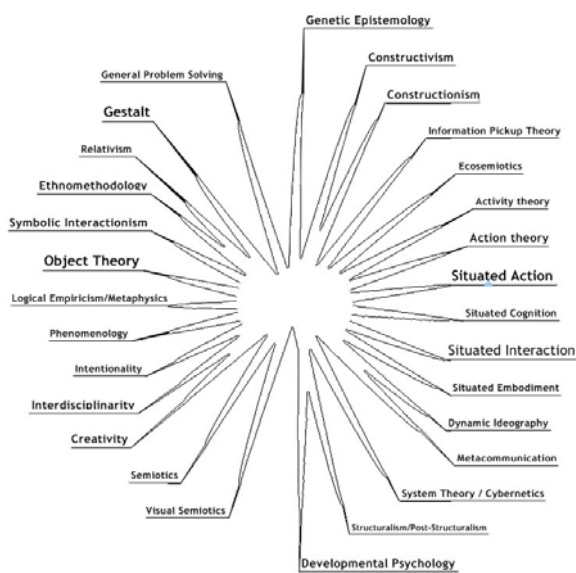 Genetic Epistemology
Constructivism
General Problem Solving
Constructionism
Gestalt
Information Pickup Theory
Relativism
Ecosemiotics
Ethnomethodology
Activity theory
Symbolic Interactionism
Action theory
Object Theory
Situated Action
Logical Empiricism/Metaphysics
Situated Cognition
Phenomenology
Situated Interaction
Intentionality
Situated Embodiment
Interdisciplinarity
Dynamic Ideography
Creativity
Metacommunication
Semiotics
System Theory / Cybernetics
Visual Semiotics
Structuralism/Post-Structuralism
Developmental Psychology